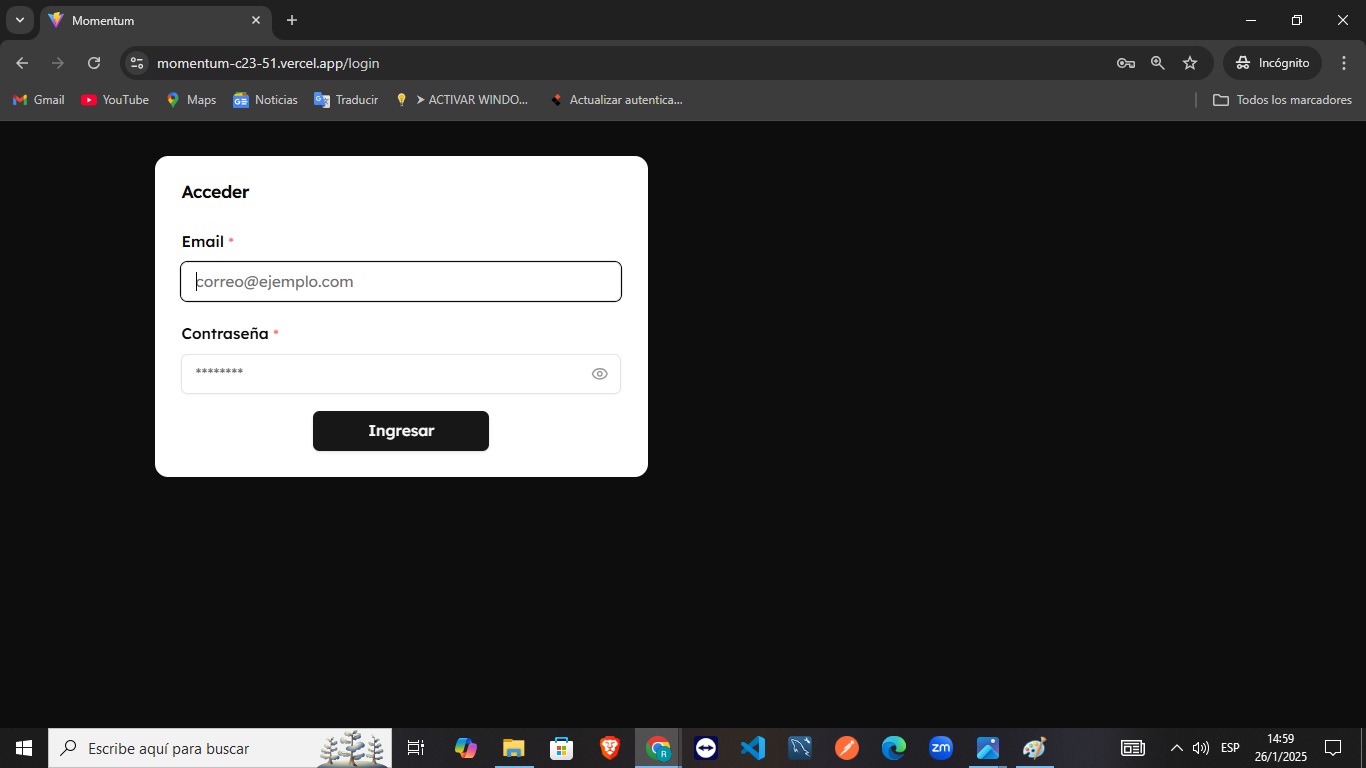 Momentum
momentum-c23-51.vercel.app/login
Incógnito
Gmail
YouTube
Maps
Noticias
Traducir
➤ ACTIVAR WINDO...
Actualizar autentica...
Todos los marcadores
Acceder
Email *
correo@ejemplo.com
Contraseña *
********
Ingresar
Escribe aquí para buscar
R
zm
ESP
14:59
26/1/2025